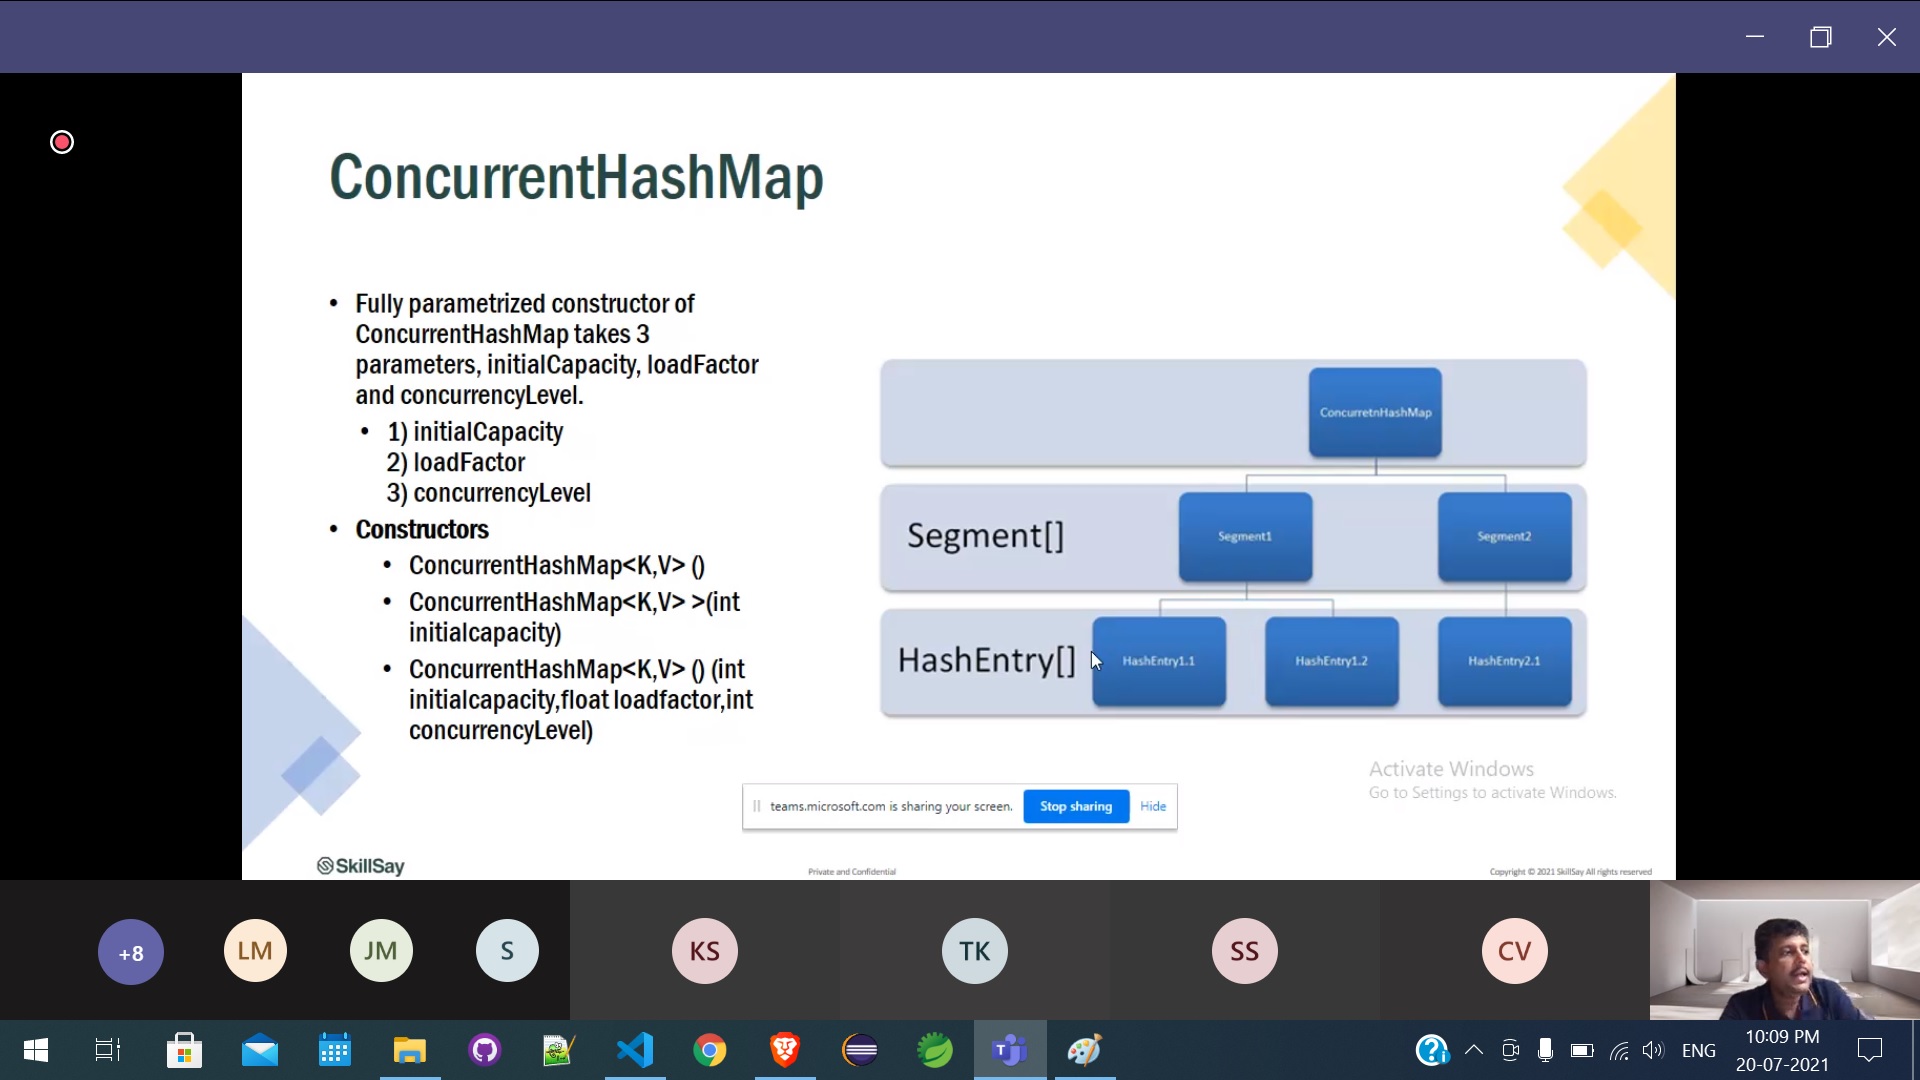 ConcurrentHashMap
• Fully parametrized constructor of
ConcurrentHashMap takes 3
parameters, initialCapacity, loadFactor
and concurrencyLevel.
• 1) initialCapacity
2) loadFactor
3) concurrencyLevel
• Constructors
• ConcurrentHashMap<K,V> ()
• ConcurrentHashMap<K,V> >(int
initialcapacity)
• ConcurrentHashMap<K,V> () (int
initialcapacity,float loadfactor,int
concurrencyLevel)
ConcurretnHashMap
Segment[]
Segment1
Segment2
HashEntry[]
HashEntry1.1
HashEntry1.2
HashEntry2.1
Activate Windows
Go to Settings to activate Windows.
teams.microsoft.com is sharing your screen. Stop sharing Hide
SkillSay
Private and Confidential
Copyright © 2021 SkillSay All rights reserved
+8
LM
JM
S
KS
TK
SS
CV
ENG
10:09 PM
20-07-2021